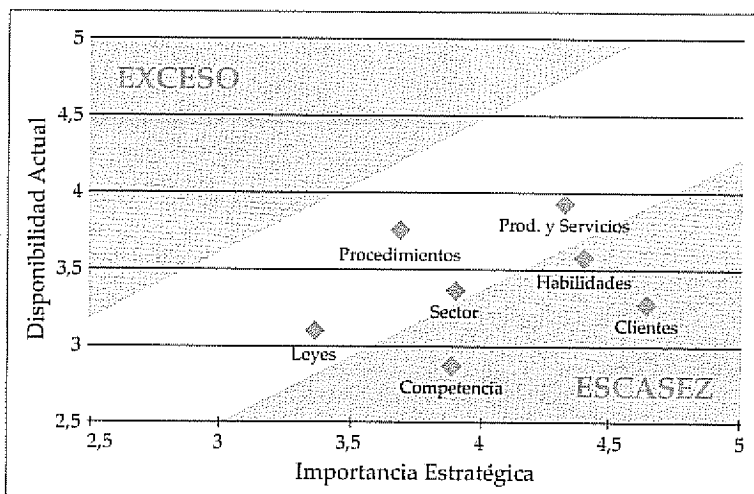 5
EXCESO
4,5
4
Prod. y Servicios
Procedimientos
3,5
Habilidades
Sector
Clientes
3
Leyes
Competencia
ESCASEZ
2,5
2,5 3 3,5 4 4,5 5
Disponibilidad Actual
Importancia Estratégica